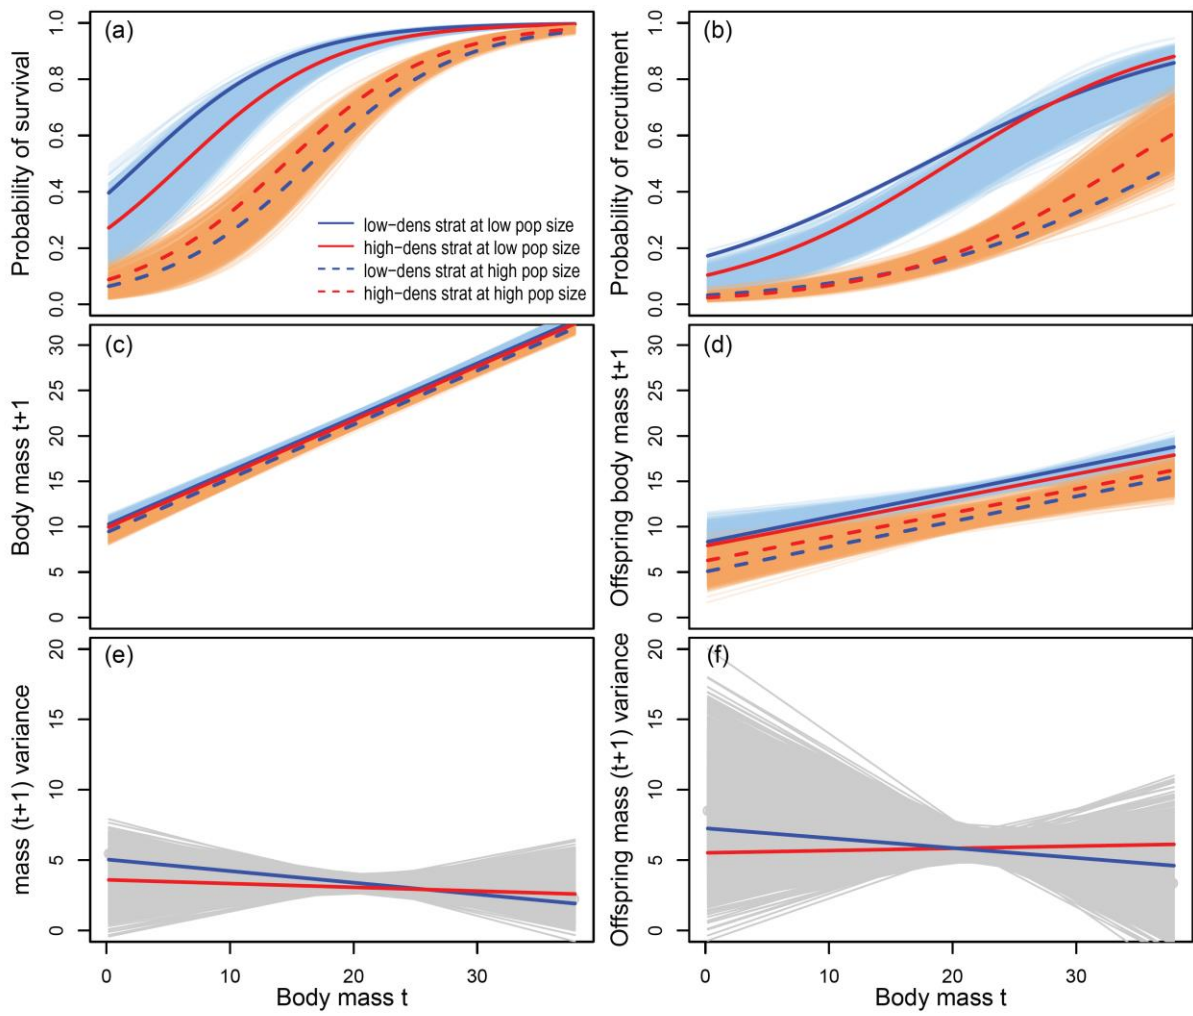 (a)
Probability of survival
1.0
0.8
0.6
0.4
0.2
0.0
low−dens strat at low pop size
high−dens strat at low pop size
low−dens strat at high pop size
high−dens strat at high pop size
(b)
Probability of recruitment
1.0
0.8
0.6
0.4
0.2
0.0
(c)
Body mass t+1
30
25
20
15
10
5
0
(d)
Offspring body mass t+1
30
25
20
15
10
5
0
(e)
mass (t+1) variance
20
15
10
5
0
0 10 20 30
Body mass t
(f)
Offspring mass (t+1) variance
20
15
10
5
0
0 10 20 30
Body mass t